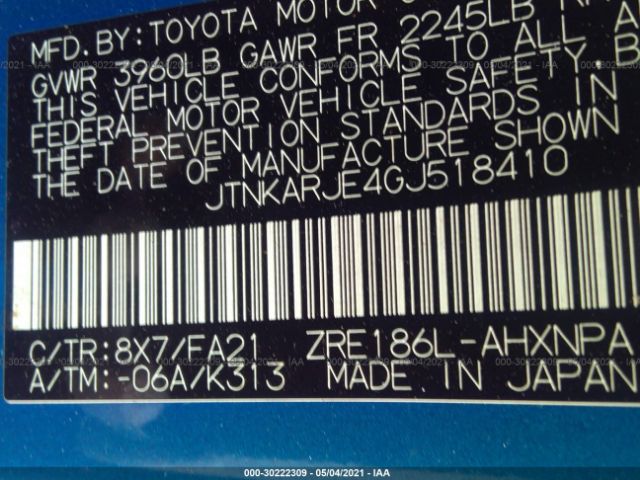 MFD. BY: TOYOTA MOTOR
GVWR 3960LB GAWR FR 2245LB
THIS VEHICLE CONFORMS TO ALL
FEDERAL MOTOR VEHICLE SAFETY, B
THEFT PREVENTION STANDARDS IN
THE DATE OF MANUFACTURE SHOWN
JTNKARJE4GJ518410
C/TR:8X7/FA21 ZRE186L-AHXNPA
A/TM:-06A/K313 MADE IN JAPAN
000-30222309 - 05/04/2021 - IAA